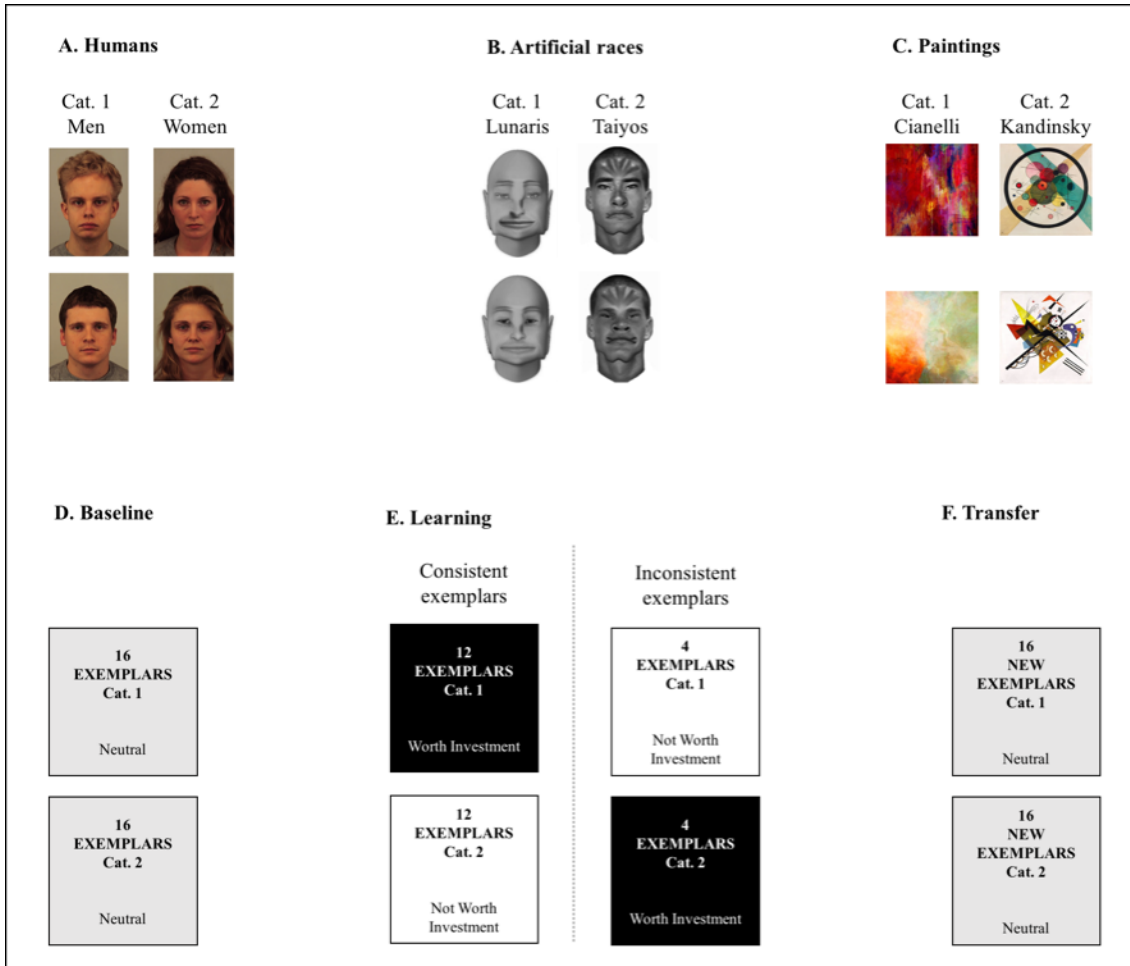 A. Humans
Cat. 1
Men
Cat. 2
Women
B. Artificial races
Cat. 1
Lunaris
Cat. 2
Taiyos
C. Paintings
Cat. 1
Cianelli
Cat. 2
Kandinsky
D. Baseline
16
EXEMPLARS
Cat. 1
Neutral
16
EXEMPLARS
Cat. 2
Neutral
E. Learning
Consistent
exemplars
12
EXEMPLARS
Cat. 1
Worth Investment
12
EXEMPLARS
Cat. 2
Not Worth
Investment
Inconsistent
exemplars
4
EXEMPLARS
Cat. 1
Not Worth
Investment
4
EXEMPLARS
Cat. 2
Worth Investment
F. Transfer
16
NEW
EXEMPLARS
Cat. 1
Neutral
16
NEW
EXEMPLARS
Cat. 2
Neutral